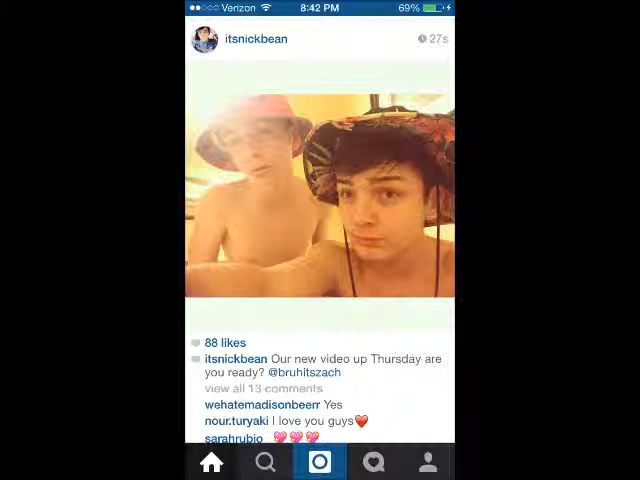 Verizon 8:42 PM 69%
itsnickbean 27s
88 likes
itsnickbean Our new video up Thursday are
you ready? @bruhitszach
view all 13 comments
wehatemadisonbeerr Yes
nour.turyaki I love you guys❤️
sarahrubio 💖💖💖